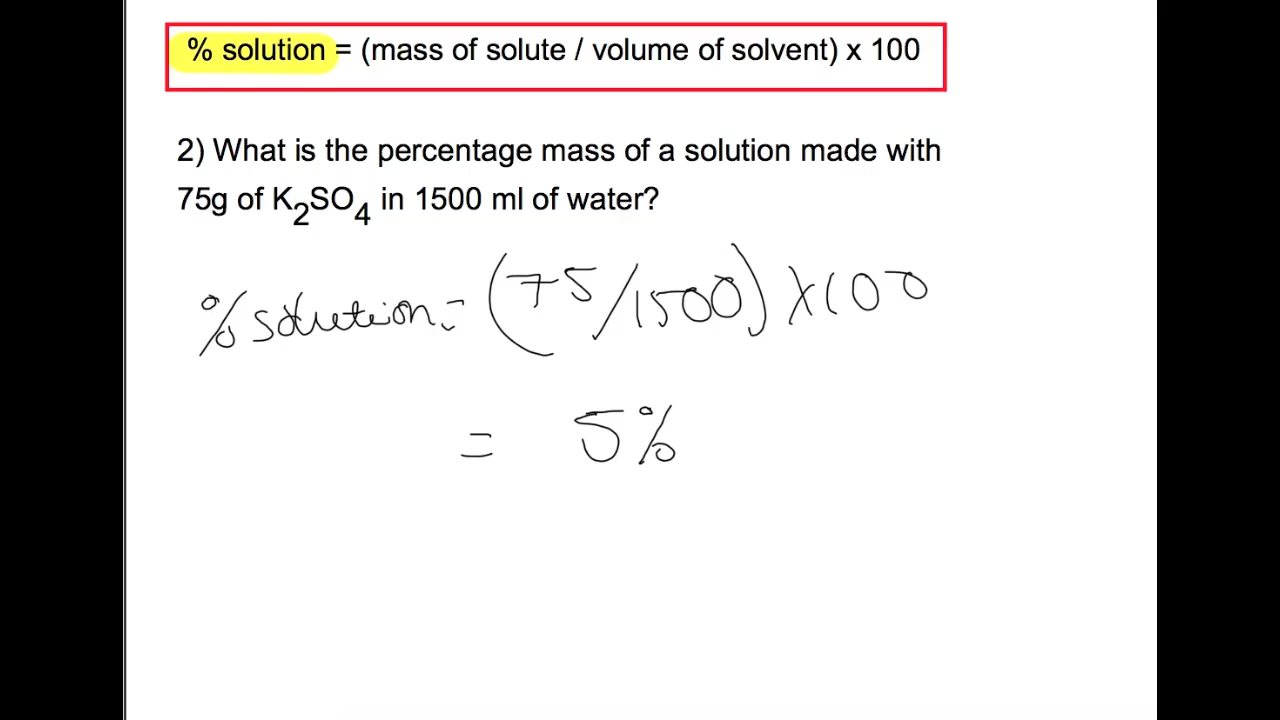 % solution = (mass of solute / volume of solvent) x 100
2) What is the percentage mass of a solution made with
75g of K2SO4 in 1500 ml of water?
% solution = (75/1500) x 100
= 5%